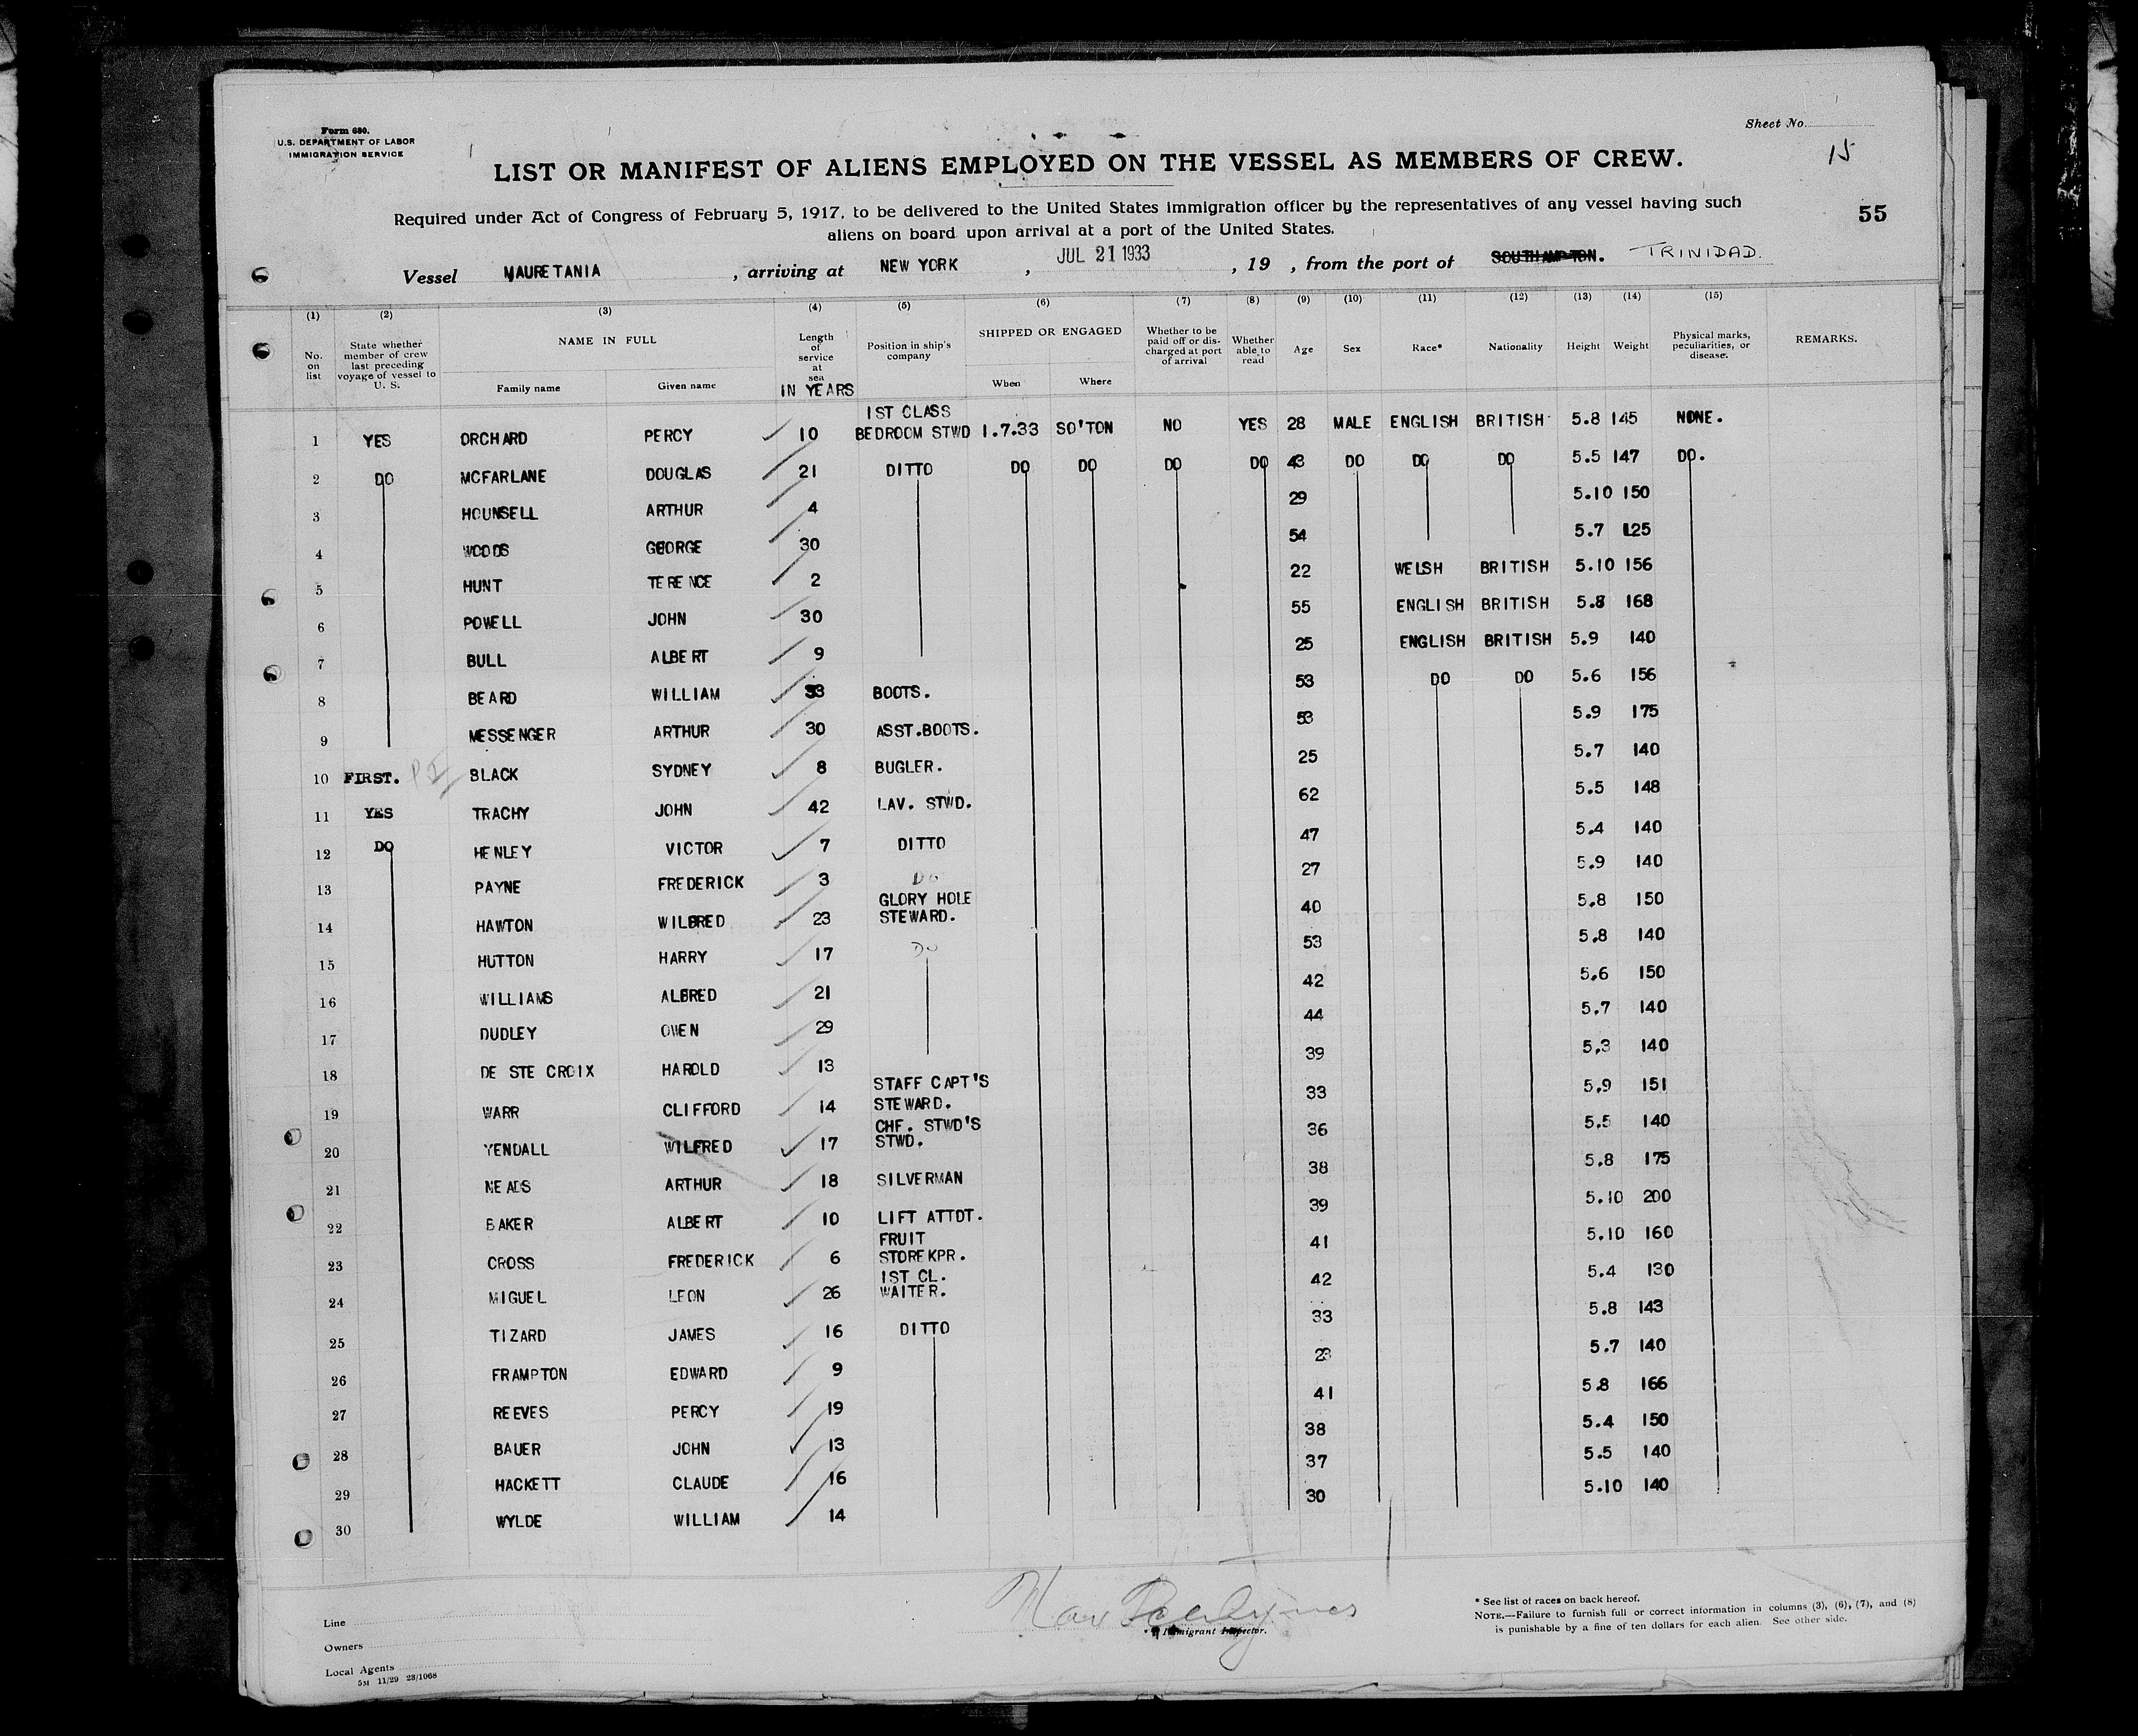 Form 680.
U.S. DEPARTMENT OF LABOR
IMMIGRATION SERVICE
Sheet No.
15
LIST OR MANIFEST OF ALIENS EMPLOYED ON THE VESSEL AS MEMBERS OF CREW.
Required under Act of Congress of February 5, 1917, to be delivered to the United States immigration officer by the representatives of any vessel having such
aliens on board upon arrival at a port of the United States.
55
Vessel MAURETANIA , arriving at NEW YORK , JUL 21 1933 , 19 , from the port of SOUTHAMPTON. TRINIDAD.
(1) (2) (3) (4) (5) (6) (7) (8) (9) (10) (11) (12) (13) (14) (15)
No. on list
State whether member of crew last preceding voyage of vessel to U. S.
NAME IN FULL
Family name
Given name
Length of service at sea
IN YEARS
Position in ship's company
SHIPPED OR ENGAGED
When
Where
Whether to be paid off or discharged at port of arrival
Whether able to read
Age
Sex
Race*
Nationality
Height
Weight
Physical marks, peculiarities, or disease.
REMARKS.
1 YES ORCHARD PERCY 10 1ST CLASS BEDROOM STWD 1.7.33 SO'TON NO YES 28 MALE ENGLISH BRITISH 5.8 145 NONE.
2 DO MCFARLANE DOUGLAS 21 DITTO DO DO DO DO 43 DO DO DO 5.5 147 DO.
3 HOUNSELL ARTHUR 4 29 5.10 150
4 WOODS GEORGE 30 54 5.7 125
5 HUNT TERENCE 2 22 WELSH BRITISH 5.10 156
6 POWELL JOHN 30 55 ENGLISH BRITISH 5.8 168
7 BULL ALBERT 9 25 ENGLISH BRITISH 5.9 140
8 BEARD WILLIAM 33 BOOTS. 53 DO DO 5.6 156
9 MESSENGER ARTHUR 30 ASST.BOOTS. 53 5.9 175
10 FIRST. P.I BLACK SYDNEY 8 BUGLER. 25 5.7 140
11 YES TRACHY JOHN 42 LAV. STWD. 62 5.5 148
12 DO HENLEY VICTOR 7 DITTO 47 5.4 140
13 PAYNE FREDERICK 3 DO 27 5.9 140
14 HAWTON WILFRED 23 GLORY HOLE STEWARD. 40 5.8 150
15 HUTTON HARRY 17 DO 53 5.8 140
16 WILLIAMS ALFRED 21 42 5.6 150
17 DUDLEY OWEN 29 44 5.7 140
18 DE STE CROIX HAROLD 13 39 5.3 140
19 WARR CLIFFORD 14 STAFF CAPT'S STEWARD. 33 5.9 151
20 YENDALL WILFRED 17 CHF. STWD'S STWD. 36 5.5 140
21 NEADS ARTHUR 18 SILVERMAN 38 5.8 175
22 BAKER ALBERT 10 LIFT ATTDT. 39 5.10 200
23 CROSS FREDERICK 6 FRUIT STOREKPR. 41 5.10 160
24 MIGUEL LEON 26 1ST CL. WAITER. 42 5.4 130
25 TIZARD JAMES 16 DITTO 33 5.8 143
26 FRAMPTON EDWARD 9 23 5.7 140
27 REEVES PERCY 19 41 5.8 166
28 BAUER JOHN 13 38 5.4 150
29 HACKETT CLAUDE 16 37 5.5 140
30 WYLDE WILLIAM 14 30 5.10 140
Line
Owners
Local Agents
5M 11/29 23/1068
Immigrant Inspector.
* See list of races on back hereof.
NOTE.—Failure to furnish full or correct information in columns (3), (6), (7), and (8)
is punishable by a fine of ten dollars for each alien. See other side.